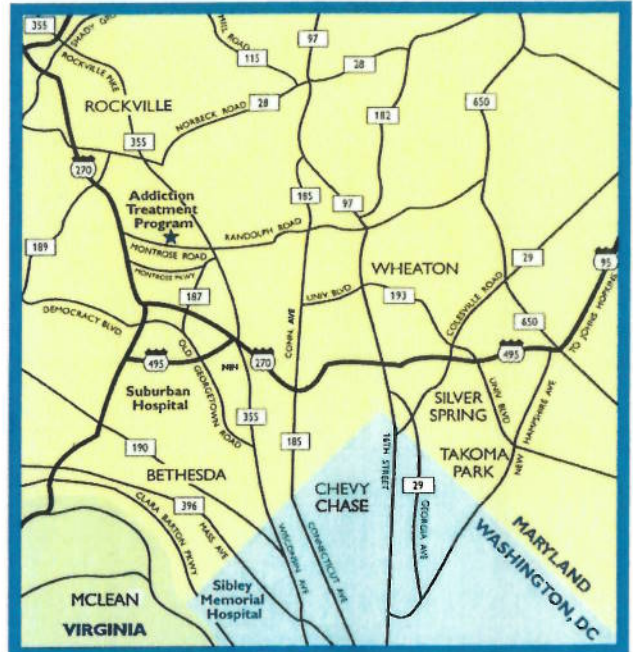 355
SHADY GR
ROCKVILLE PIKE
MILL ROAD
115
97
28
ROCKVILLE
28
NORBECK ROAD
182
650
355
270
185
97
Addiction
Treatment
Program
RANDOLPH ROAD
MONTROSE ROAD
MONTROSE PKWY
189
187
WHEATON
29
95
UNIV BLVD
193
COLESVILLE ROAD
DEMOCRACY BLVD
OLD GEORGETOWN ROAD
CONN. AVE
650
TO JOHNS HOPKINS
495
270
495
Suburban
Hospital
355
SILVER
SPRING
UNIV BLVD
NEW HAMPSHIRE AVE
190
185
16TH STREET
TAKOMA
PARK
BETHESDA
CHEVY
CHASE
29
GEORGIA AVE
396
MASS AVE
CLARA BARTON PKWY
WISCONSIN AVE
CONNECTICUT AVE
MARYLAND
WASHINGTON, DC
Sibley
Memorial
Hospital
MCLEAN
VIRGINIA